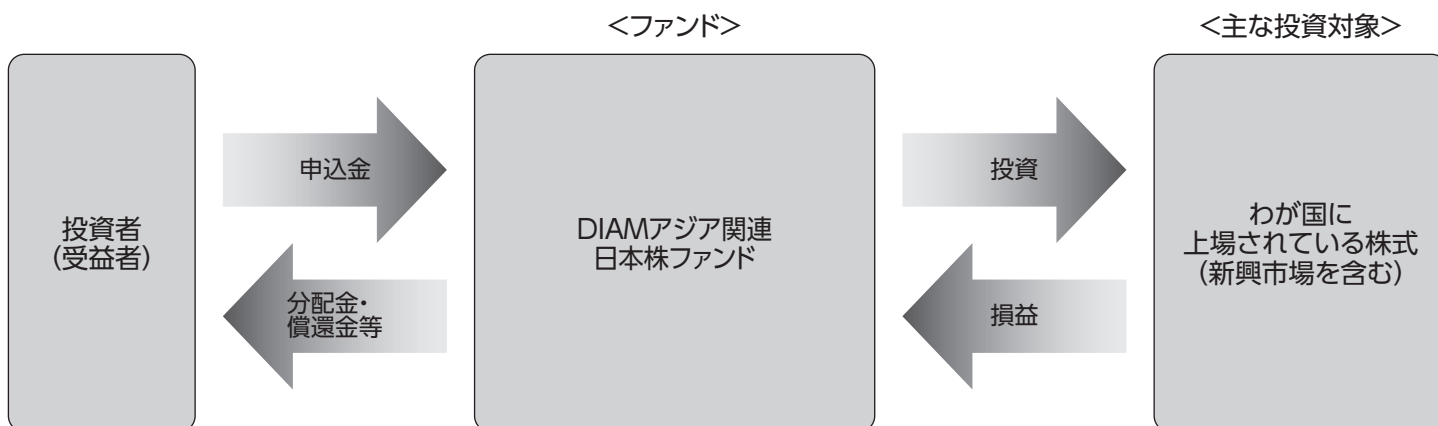 <ファンド>
<主な投資対象>
投資者
(受益者)
申込金
分配金・
償還金等
DIAMアジア関連
日本株ファンド
投資
損益
わが国に
上場されている株式
(新興市場を含む)